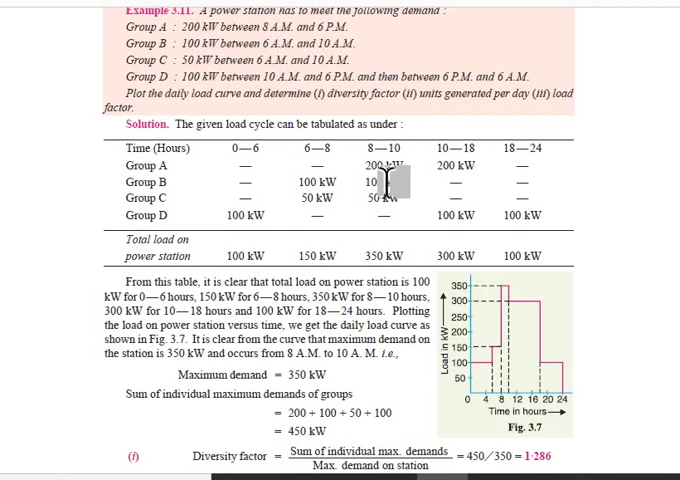 Example 3.11. A power station has to meet the following demand :
Group A : 200 kW between 8 A.M. and 6 P.M.
Group B : 100 kW between 6 A.M. and 10 A.M.
Group C : 50 kW between 6 A.M. and 10 A.M.
Group D : 100 kW between 10 A.M. and 6 P.M. and then between 6 P.M. and 6 A.M.
Plot the daily load curve and determine (i) diversity factor (ii) units generated per day (iii) load
factor.
Solution. The given load cycle can be tabulated as under :
Time (Hours) 0—6 6—8 8—10 10—18 18—24
Group A — — 200 kW 200 kW —
Group B — 100 kW 10 — —
Group C — 50 kW 50 kW — —
Group D 100 kW — — 100 kW 100 kW
Total load on
power station 100 kW 150 kW 350 kW 300 kW 100 kW
From this table, it is clear that total load on power station is 100
kW for 0—6 hours, 150 kW for 6—8 hours, 350 kW for 8—10 hours,
300 kW for 10—18 hours and 100 kW for 18—24 hours. Plotting
the load on power station versus time, we get the daily load curve as
shown in Fig. 3.7. It is clear from the curve that maximum demand on
the station is 350 kW and occurs from 8 A.M. to 10 A. M. i.e.,
Maximum demand = 350 kW
Sum of individual maximum demands of groups
= 200 + 100 + 50 + 100
= 450 kW
(i) Diversity factor = Sum of individual max. demands
Max. demand on station
= 450/350 = 1·286
350
300
250
200
150
100
50
Load in kW
0 4 8 12 16 20 24
Time in hours
Fig. 3.7